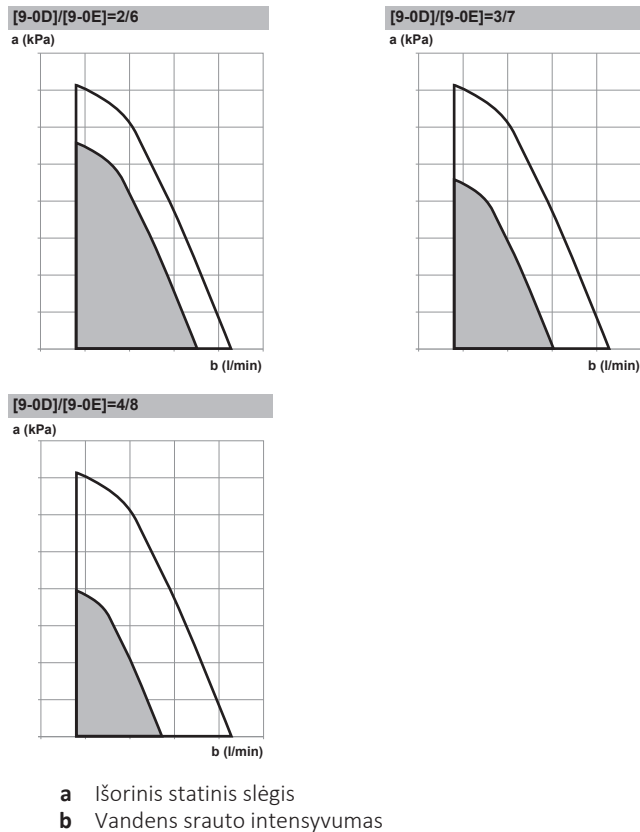 [9-0D]/[9-0E]=2/6
a (kPa)
b (l/min)
[9-0D]/[9-0E]=3/7
a (kPa)
b (l/min)
[9-0D]/[9-0E]=4/8
a (kPa)
b (l/min)
a Išorinis statinis slėgis
b Vandens srauto intensyvumas